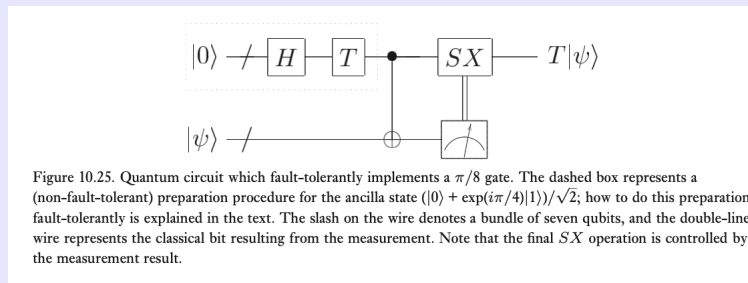 |0⟩ H T SX T|ψ⟩
|ψ⟩
Figure 10.25. Quantum circuit which fault-tolerantly implements a π/8 gate. The dashed box represents a
(non-fault-tolerant) preparation procedure for the ancilla state (|0⟩ + exp(iπ/4)|1⟩)/√2; how to do this preparation
fault-tolerantly is explained in the text. The slash on the wire denotes a bundle of seven qubits, and the double-line
wire represents the classical bit resulting from the measurement. Note that the final SX operation is controlled by
the measurement result.